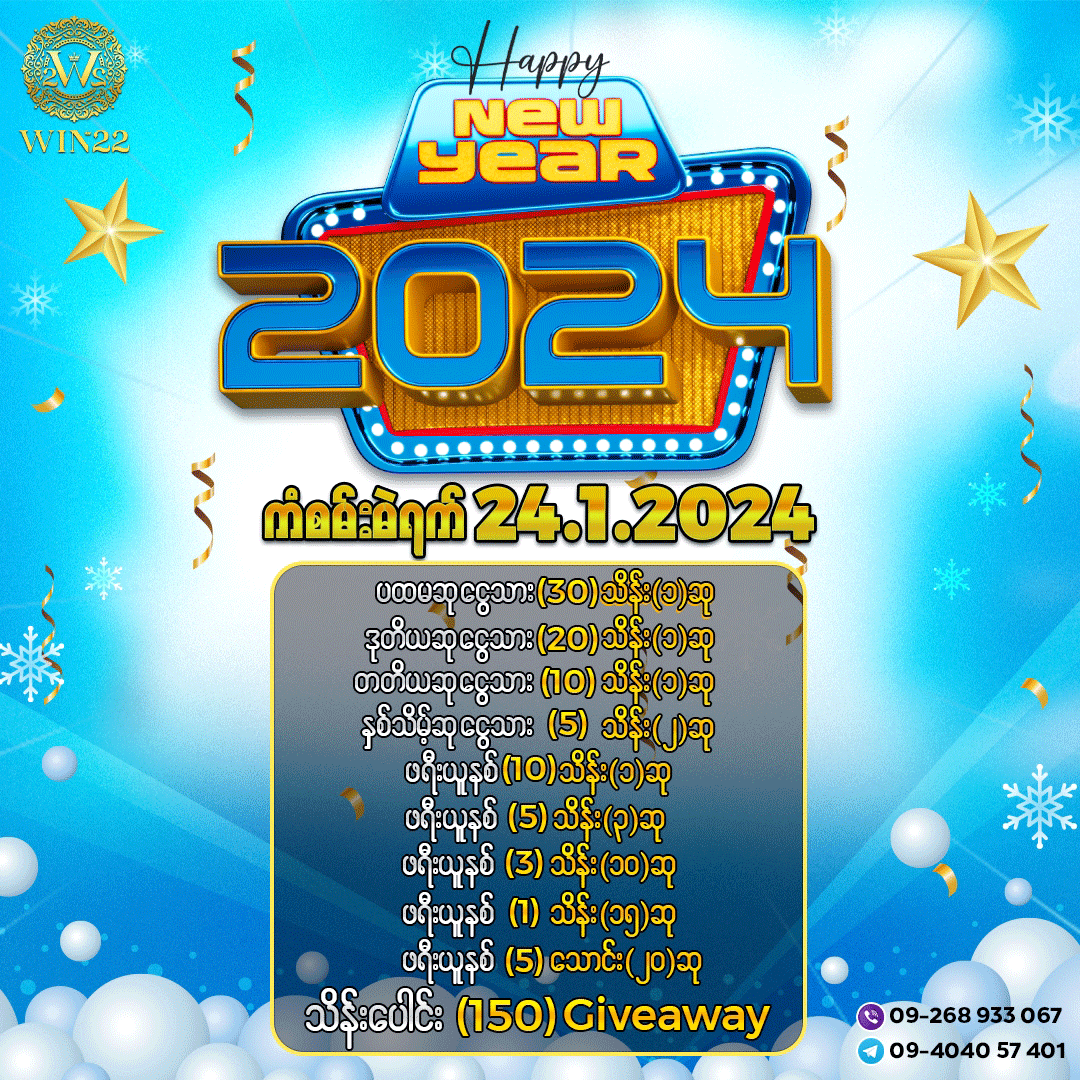 WIN22
Happy
New
Year
2024
ကံစမ်းမဲရက် 24.1.2024
ပထမဆုငွေသား(30)သိန်း(၁)ဆု
ဒုတိယဆုငွေသား(20)သိန်း(၁)ဆု
တတိယဆုငွေသား (10) သိန်း(၁)ဆု
နှစ်သိမ့်ဆုငွေသား (5) သိန်း(၂)ဆု
ဖရီးယူနစ်(10)သိန်း(၁)ဆု
ဖရီးယူနစ် (5) သိန်း(၃)ဆု
ဖရီးယူနစ် (3) သိန်း(၁၀)ဆု
ဖရီးယူနစ် (1) သိန်း(၁၅)ဆု
ဖရီးယူနစ် (5) သောင်း(၂၀)ဆု
သိန်းပေါင်း (150) Giveaway
09-268 933 067
09-4040 57 401